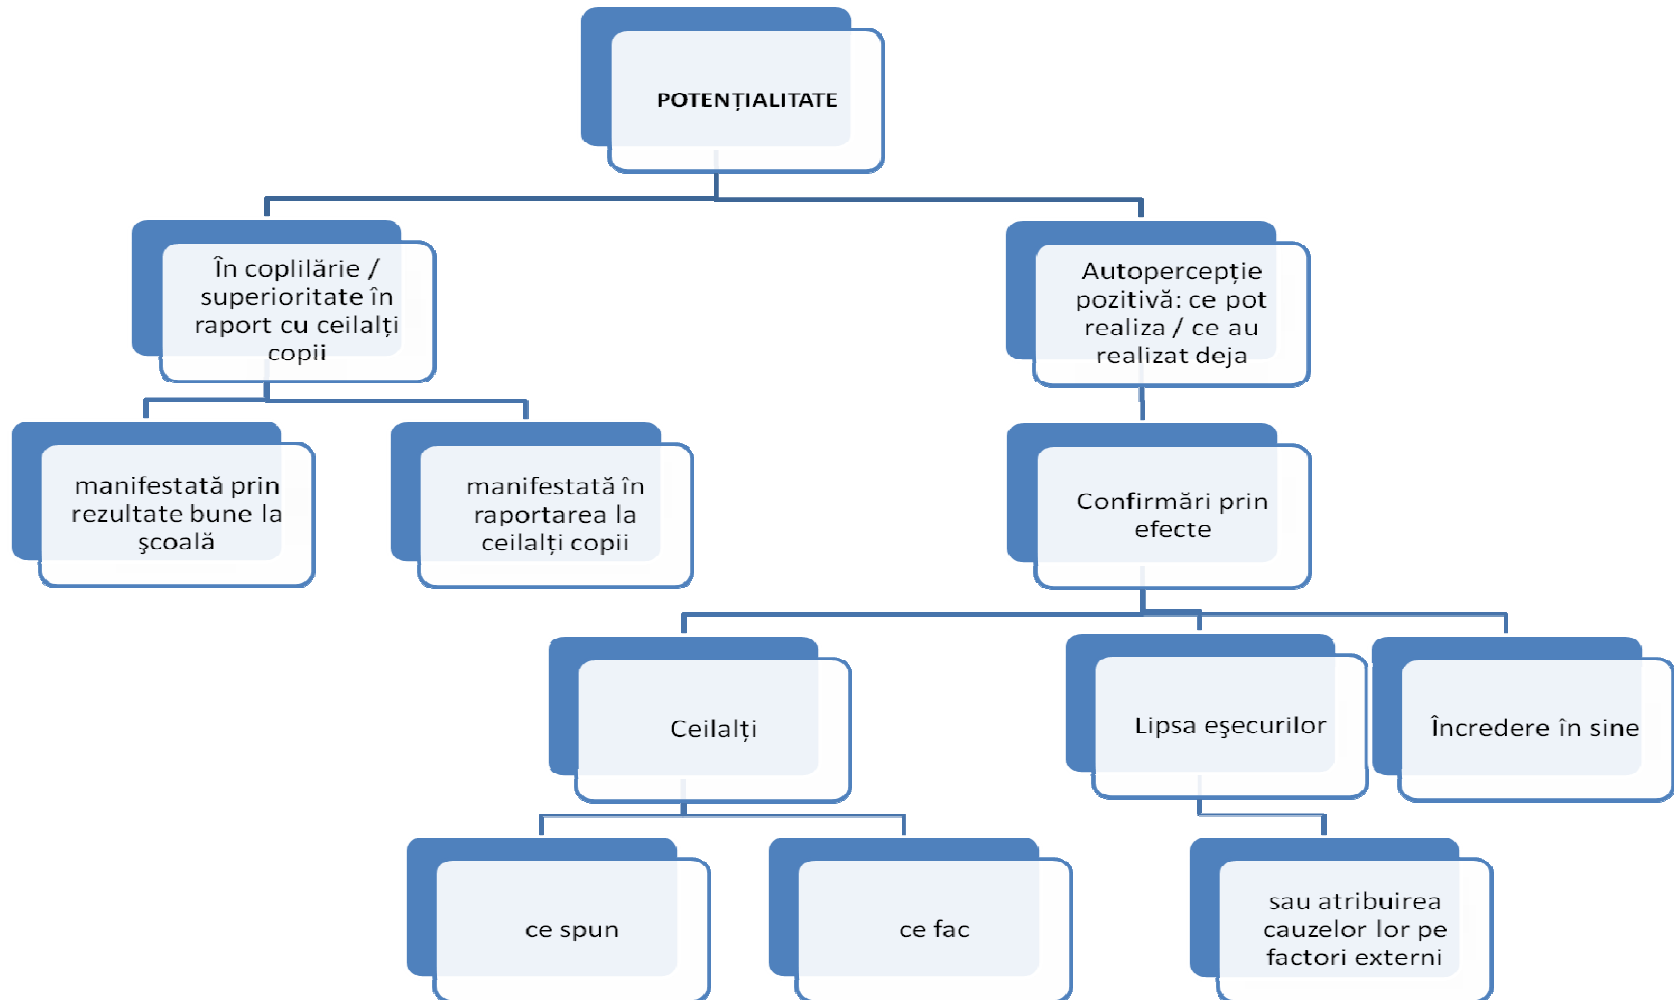 POTENȚIALITATE
În coplilărie /
superioritate în
raport cu ceilalți
copii
Autopercepție
pozitivă: ce pot
realiza / ce au
realizat deja
manifestată prin
rezultate bune la
şcoală
manifestată în
raportarea la
ceilalți copii
Confirmări prin
efecte
Ceilalți
Lipsa eşecurilor
Încredere în sine
ce spun
ce fac
sau atribuirea
cauzelor lor pe
factori externi